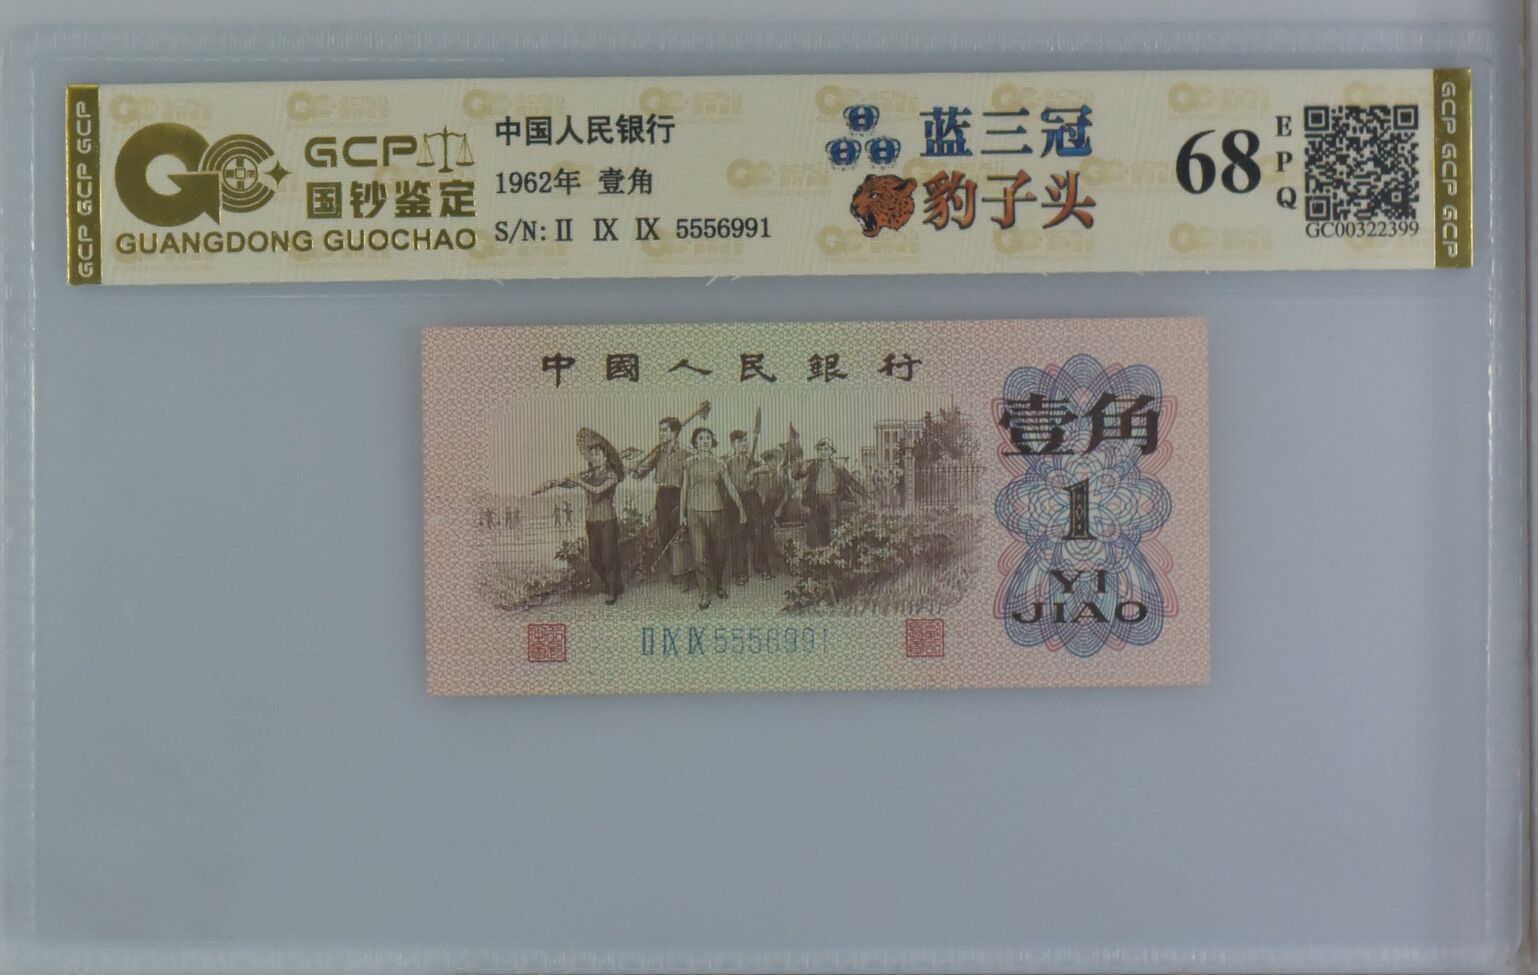 GCP GCP GCP
GCP
国钞鉴定
GUANGDONG GUOCHAO
中国人民银行
1962年 壹角
S/N: II IX IX 5556991
蓝三冠
豹子头
68
EPQ
GC00322399
GCP GCP GCP
中國人民銀行
壹角
1
YI
JIAO
II IX IX 5556991